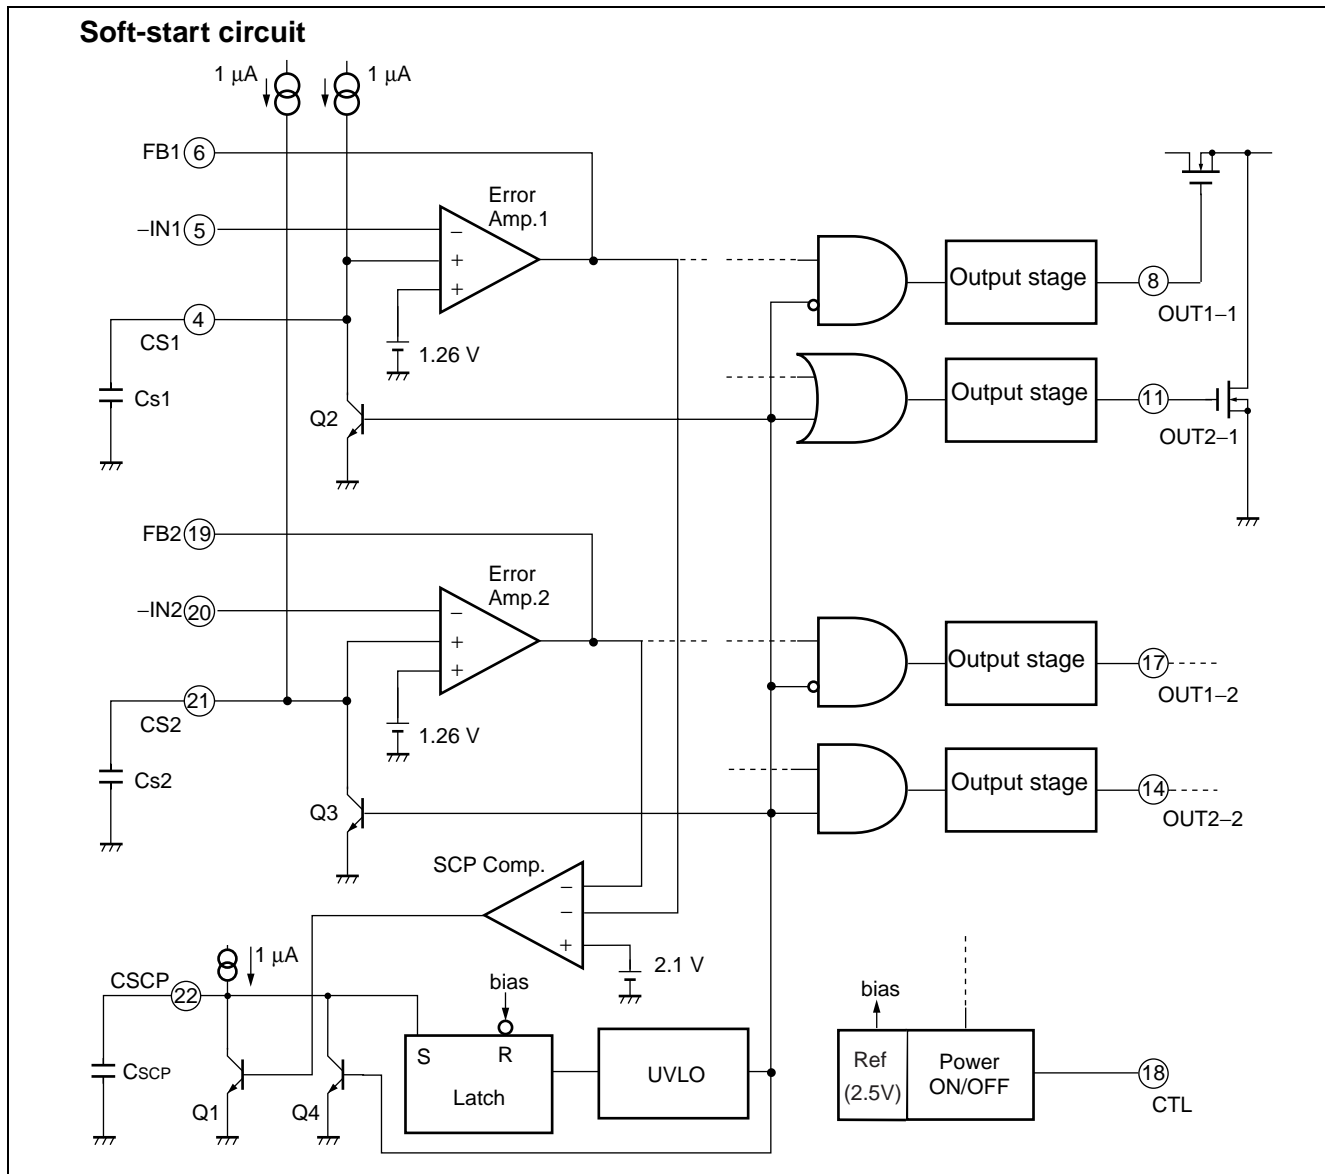 Soft-start circuit
1 μA
1 μA
FB1 6
−IN1 5
Error
Amp.1
−
+
+
CS1 4
1.26 V
Cs1
Q2
Output stage
8
OUT1−1
Output stage
11
OUT2−1
FB2 19
−IN2 20
Error
Amp.2
−
+
+
CS2 21
1.26 V
Cs2
Q3
Output stage
17
OUT1−2
Output stage
14
OUT2−2
SCP Comp.
−
−
+
2.1 V
1 μA
CSCP 22
CSCP
Q1
Q4
bias
S R
Latch
UVLO
bias
Ref
(2.5V)
Power
ON/OFF
18
CTL